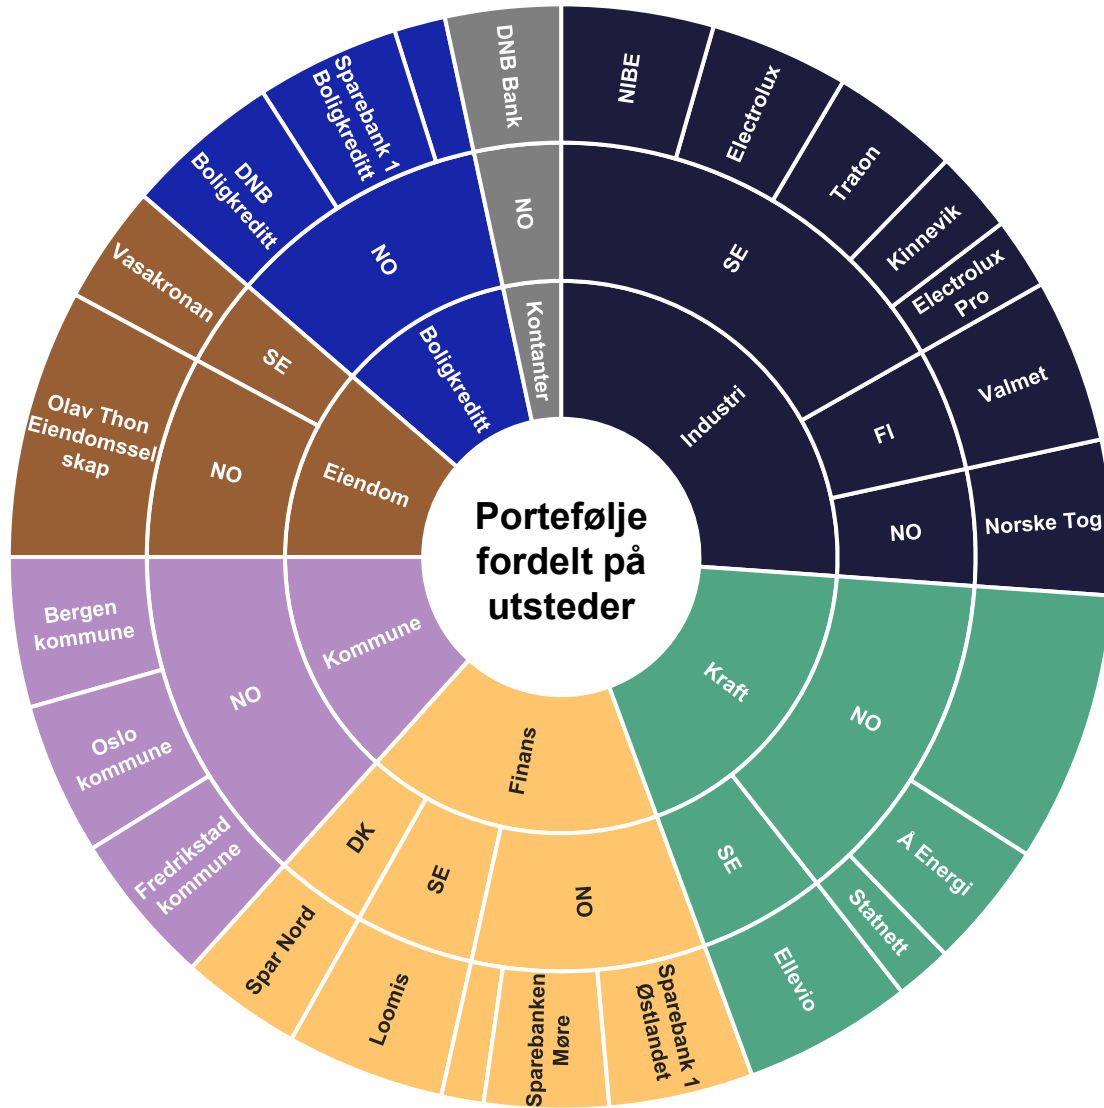 Portefølje
fordelt på
utsteder
Industri
SE
NIBE
Electrolux
Traton
Kinnevik
Electrolux
Pro
FI
Valmet
NO
Norske Tog
Kraft
NO
Å Energi
Statnett
SE
Ellevio
Finans
NO
Sparebank 1
Østlandet
Sparebanken
Møre
SE
Loomis
DK
Spar Nord
Kommune
NO
Fredrikstad
kommune
Oslo
kommune
Bergen
kommune
Eiendom
NO
Olav Thon
Eiendomssel
skap
SE
Vasakronan
Boligkreditt
NO
DNB
Boligkreditt
Sparebank 1
Boligkreditt
Kontanter
NO
DNB Bank